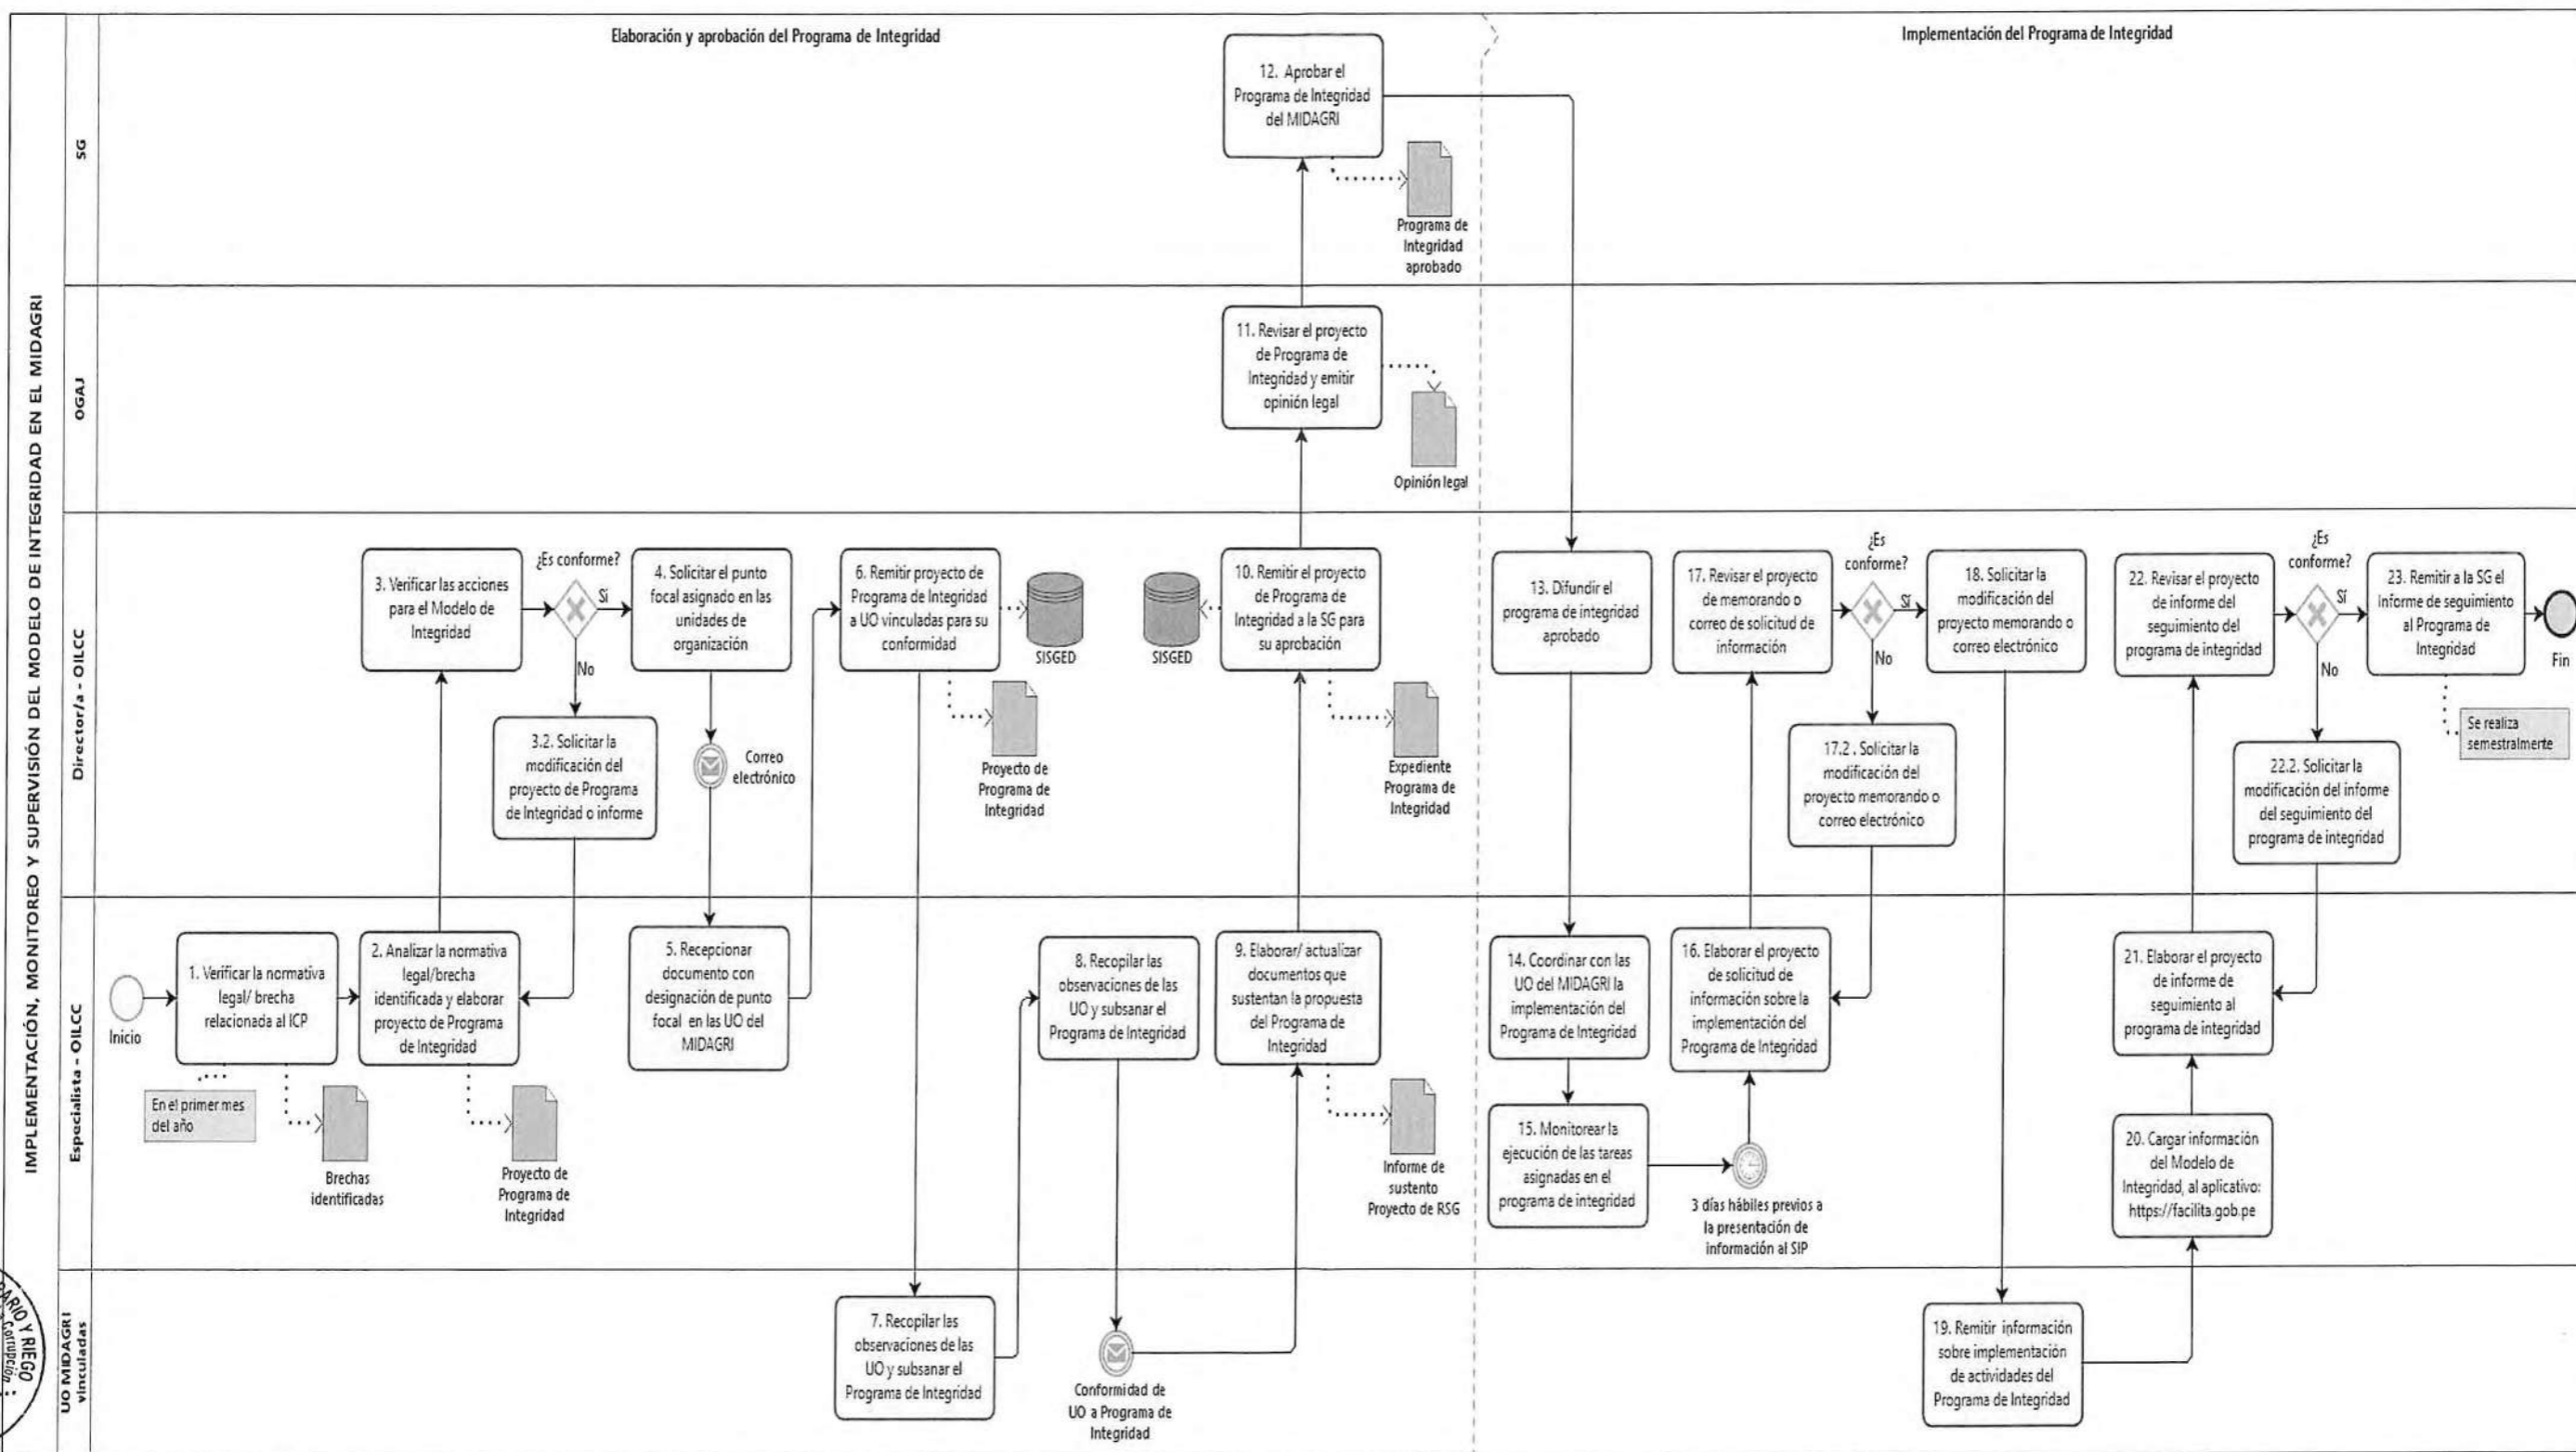 IMPLEMENTACIÓN, MONITOREO Y SUPERVISIÓN DEL MODELO DE INTEGRIDAD EN EL MIDAGRI
Elaboración y aprobación del Programa de Integridad
Implementación del Programa de Integridad
SG
12. Aprobar el
Programa de Integridad
del MIDAGRI
Programa de
Integridad
aprobado
OGAJ
11. Revisar el proyecto
de Programa de
Integridad y emitir
opinión legal
Opinión legal
Director/a - OILCC
3. Verificar las acciones
para el Modelo de
Integridad
¿Es conforme?
Sí
No
3.2. Solicitar la
modificación del
proyecto de Programa
de Integridad o informe
4. Solicitar el punto
focal asignado en las
unidades de
organización
Correo
electrónico
6. Remitir proyecto de
Programa de Integridad
a UO vinculadas para su
conformidad
SISGED
Proyecto de
Programa de
Integridad
SISGED
10. Remitir el proyecto
de Programa de
Integridad a la SG para
su aprobación
Expediente
Programa de
Integridad
13. Difundir el
programa de integridad
aprobado
17. Revisar el proyecto
de memorando o
correo de solicitud de
información
¿Es
conforme?
Sí
No
17.2 . Solicitar la
modificación del
proyecto memorando o
correo electrónico
18. Solicitar la
modificación del
proyecto memorando o
correo electrónico
22. Revisar el proyecto
de informe del
seguimiento del
programa de integridad
¿Es
conforme?
Sí
No
22.2. Solicitar la
modificación del informe
del seguimiento del
programa de integridad
23. Remitir a la SG el
Informe de seguimiento
al Programa de
Integridad
Se realiza
semestralmente
Fin
Especialista - OILCC
Inicio
1. Verificar la normativa
legal/ brecha
relacionada al ICP
En el primer mes
del año
Brechas
identificadas
2. Analizar la normativa
legal/brecha
identificada y elaborar
proyecto de Programa
de Integridad
Proyecto de
Programa de
Integridad
5. Recepcionar
documento con
designación de punto
focal en las UO del
MIDAGRI
8. Recopilar las
observaciones de las
UO y subsanar el
Programa de Integridad
9. Elaborar/ actualizar
documentos que
sustentan la propuesta
del Programa de
Integridad
Informe de
sustento
Proyecto de RSG
14. Coordinar con las
UO del MIDAGRI la
implementación del
Programa de Integridad
15. Monitorear la
ejecución de las tareas
asignadas en el
programa de integridad
3 días hábiles previos a
la presentación de
información al SIP
16. Elaborar el proyecto
de solicitud de
información sobre la
implementación del
Programa de Integridad
21. Elaborar el proyecto
de informe de
seguimiento al
programa de integridad
20. Cargar información
del Modelo de
Integridad, al aplicativo:
https://facilita.gob.pe
UO MIDAGRI
vinculadas
7. Recopilar las
observaciones de las
UO y subsanar el
Programa de Integridad
Conformidad de
UO a Programa de
Integridad
19. Remitir información
sobre implementación
de actividades del
Programa de Integridad
Y RIEGO
Corrupción